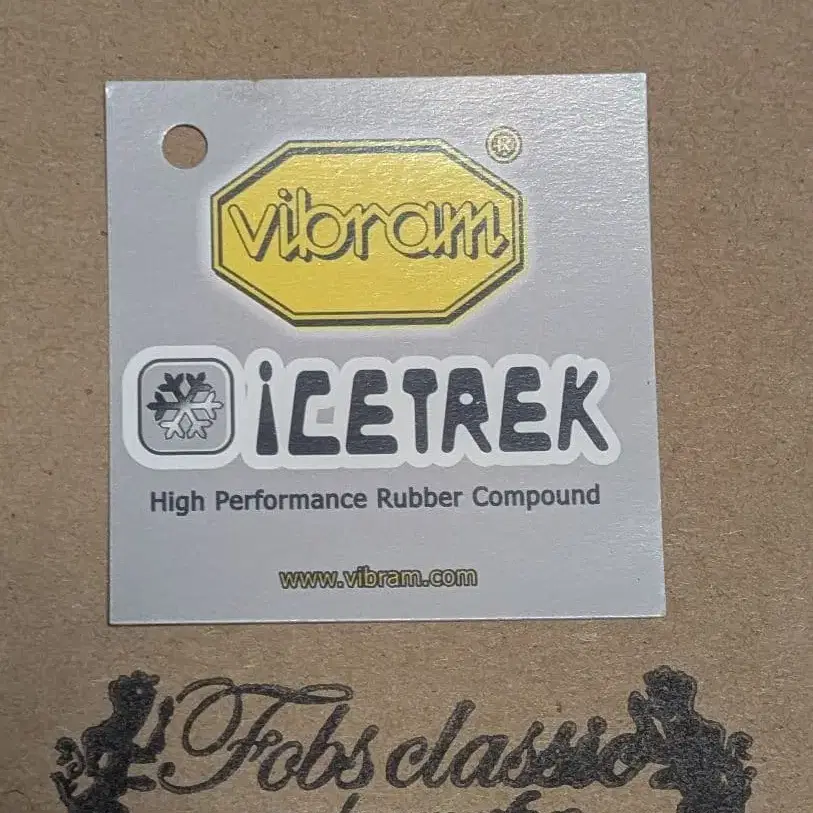 vibram®
iCETREK
High Performance Rubber Compound
www.vibram.com
Fobs classic